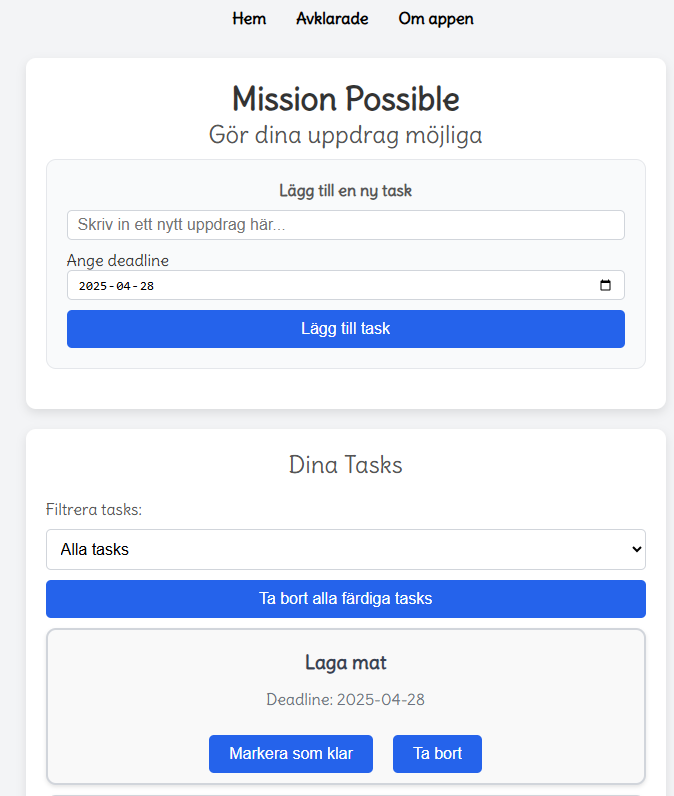 Hem Avklarade Om appen
Mission Possible
Gör dina uppdrag möjliga
Lägg till en ny task
Skriv in ett nytt uppdrag här...
Ange deadline
2025-04-28
Lägg till task
Dina Tasks
Filtrera tasks:
Alla tasks
Ta bort alla färdiga tasks
Laga mat
Deadline: 2025-04-28
Markera som klar Ta bort